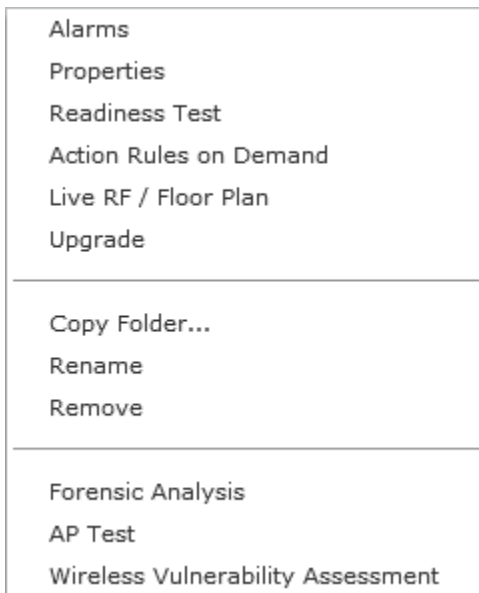 Alarms
Properties
Readiness Test
Action Rules on Demand
Live RF / Floor Plan
Upgrade
Copy Folder...
Rename
Remove
Forensic Analysis
AP Test
Wireless Vulnerability Assessment